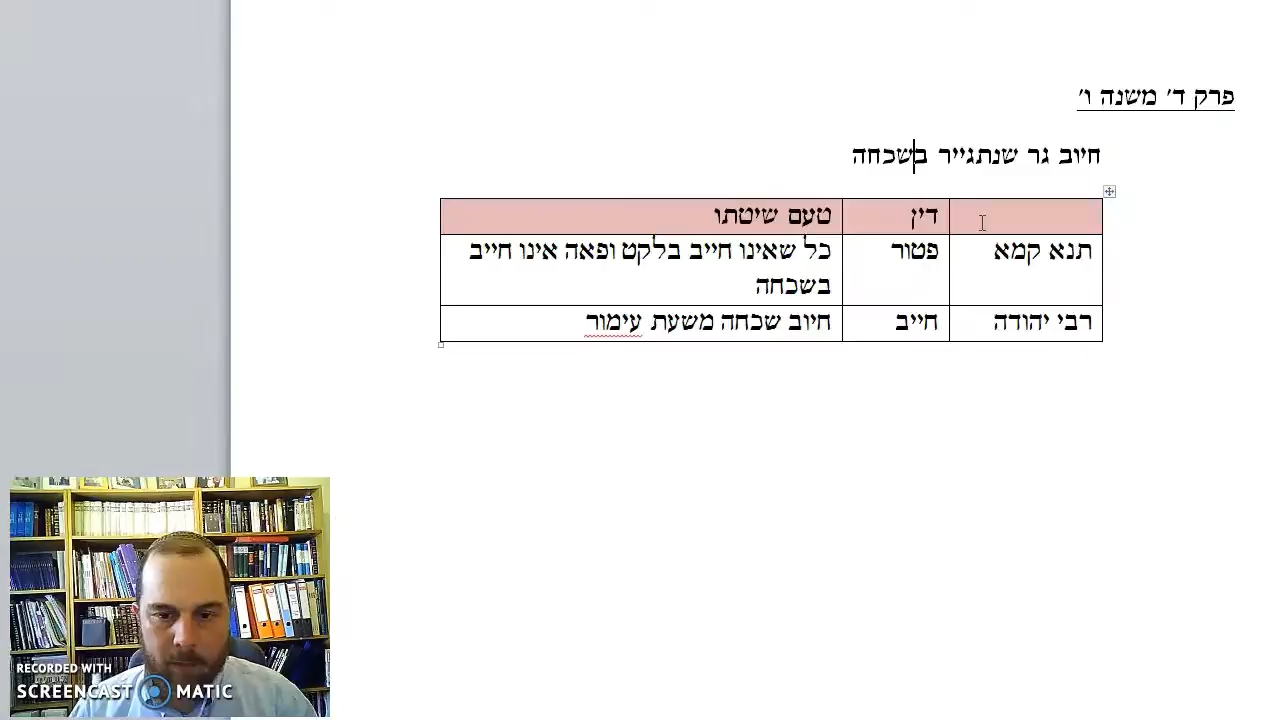 פרק ד׳ משנה ו׳
חיוב גר שנתגייר בשכחה
דין טעם שיטתו
תנא קמא פטור כל שאינו חייב בלקט ופאה אינו חייב
בשכחה
רבי יהודה חייב חיוב שכחה משעת עימור
RECORDED WITH
SCREENCAST MATIC